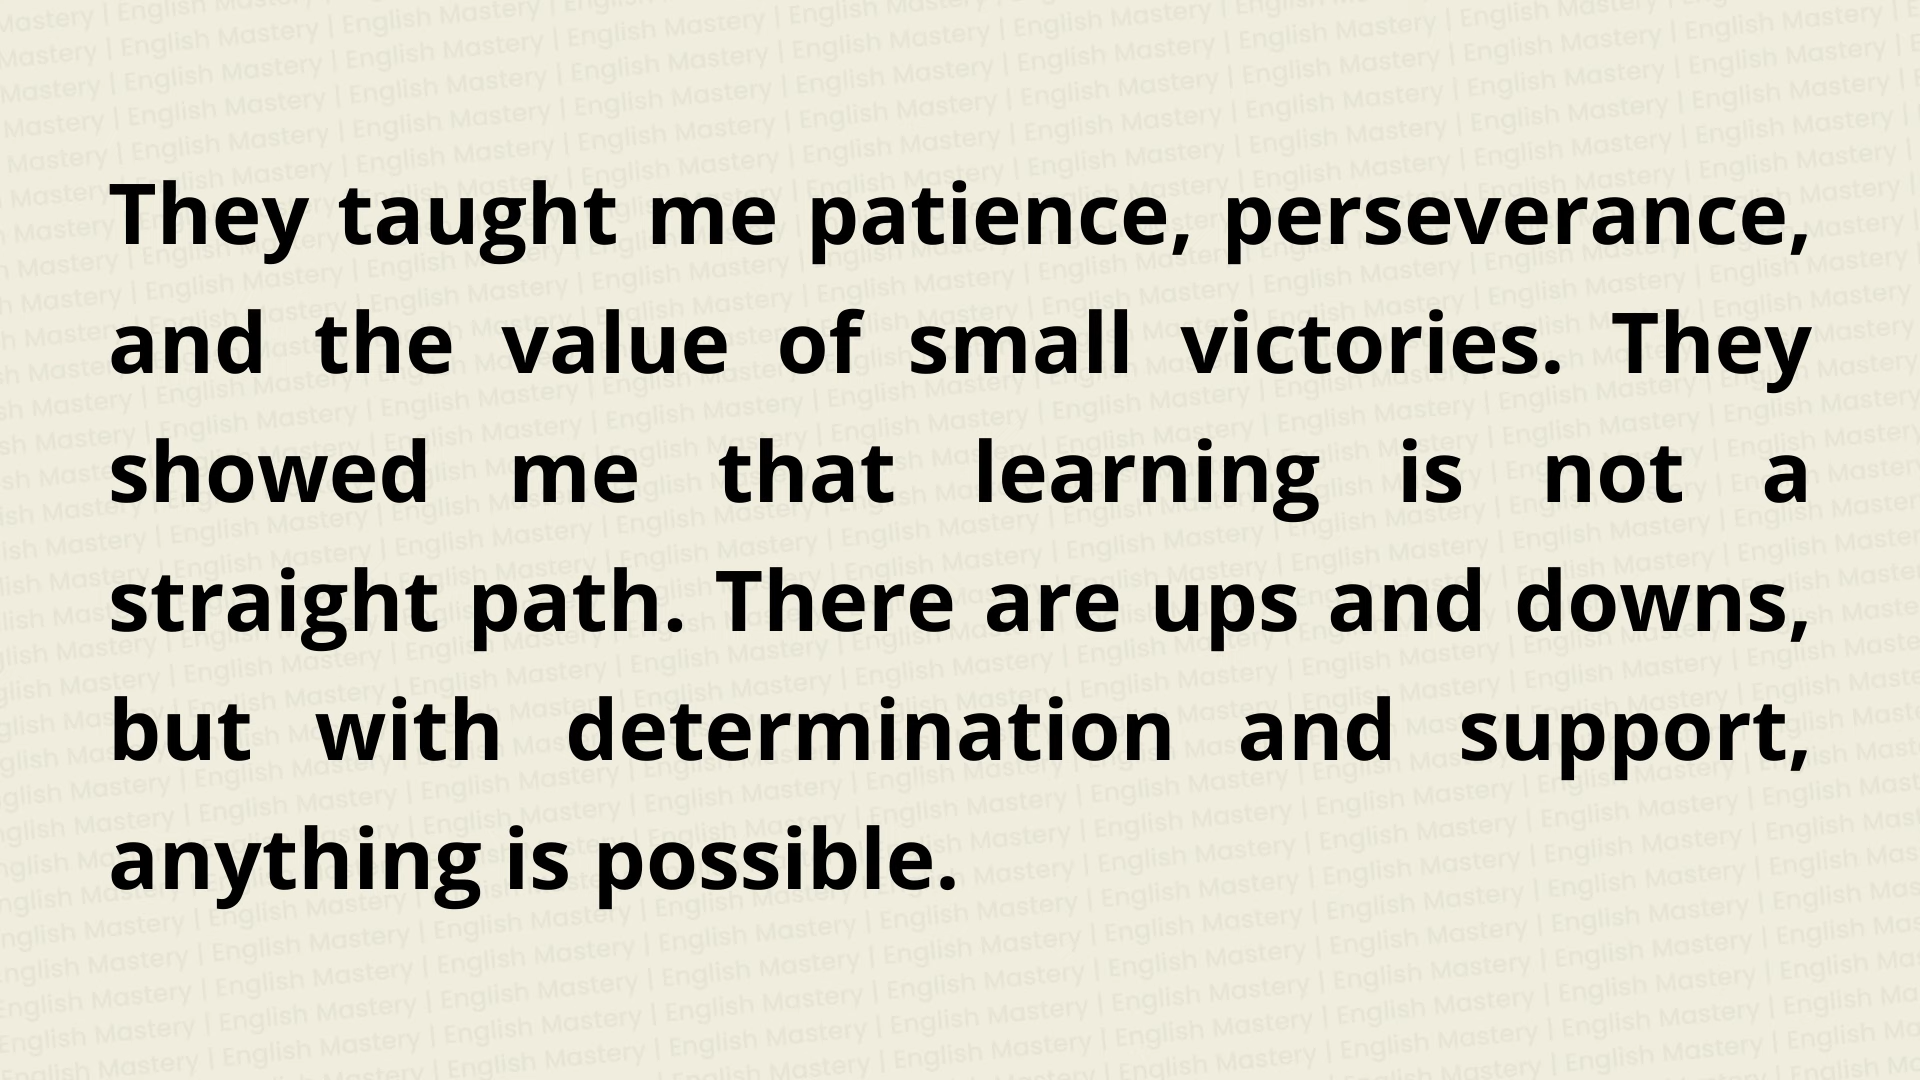 They taught me patience, perseverance,
and the value of small victories. They
showed me that learning is not a
straight path. There are ups and downs,
but with determination and support,
anything is possible.